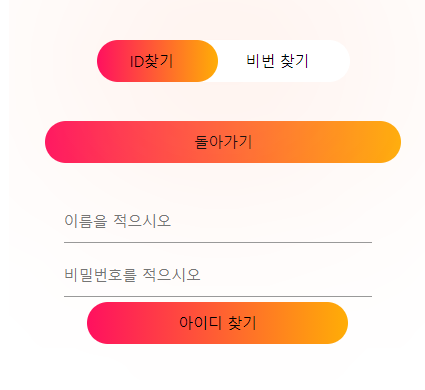 ID찾기 비번 찾기
돌아가기
이름을 적으시오
비밀번호를 적으시오
아이디 찾기